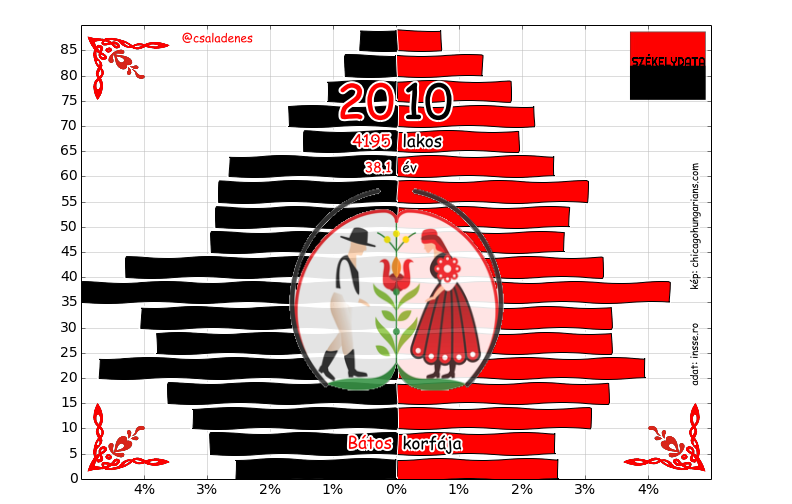 @csaladenes
SZÉKELYDATA
2010
4195 lakos
38.1 év
kép: chicagohungarians.com
adat: insse.ro
Bátos korfája
85
80
75
70
65
60
55
50
45
40
35
30
25
20
15
10
5
0
4% 3% 2% 1% 0% 1% 2% 3% 4%